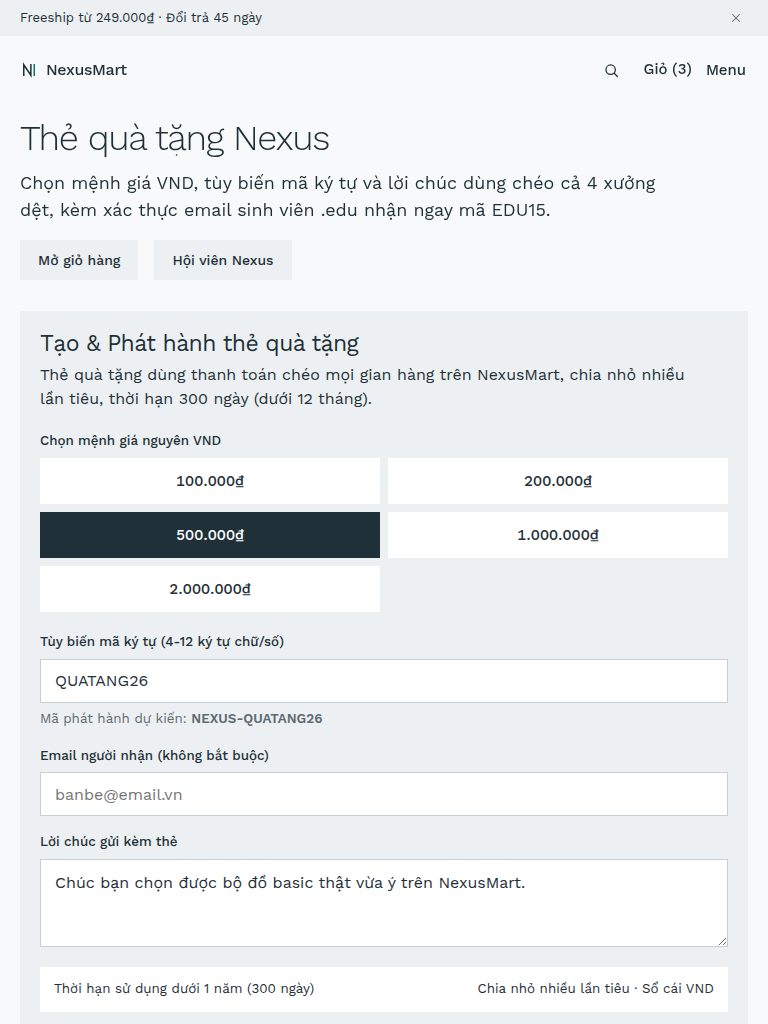 Freeship từ 249.000₫ · Đổi trả 45 ngày
NexusMart
Giỏ (3)
Menu
Thẻ quà tặng Nexus
Chọn mệnh giá VND, tùy biến mã ký tự và lời chúc dùng chéo cả 4 xưởng
dệt, kèm xác thực email sinh viên .edu nhận ngay mã EDU15.
Mở giỏ hàng
Hội viên Nexus
Tạo & Phát hành thẻ quà tặng
Thẻ quà tặng dùng thanh toán chéo mọi gian hàng trên NexusMart, chia nhỏ nhiều
lần tiêu, thời hạn 300 ngày (dưới 12 tháng).
Chọn mệnh giá nguyên VND
100.000₫
200.000₫
500.000₫
1.000.000₫
2.000.000₫
Tùy biến mã ký tự (4-12 ký tự chữ/số)
QUATANG26
Mã phát hành dự kiến: NEXUS-QUATANG26
Email người nhận (không bắt buộc)
banbe@email.vn
Lời chúc gửi kèm thẻ
Chúc bạn chọn được bộ đồ basic thật vừa ý trên NexusMart.
Thời hạn sử dụng dưới 1 năm (300 ngày)
Chia nhỏ nhiều lần tiêu · Sổ cái VND